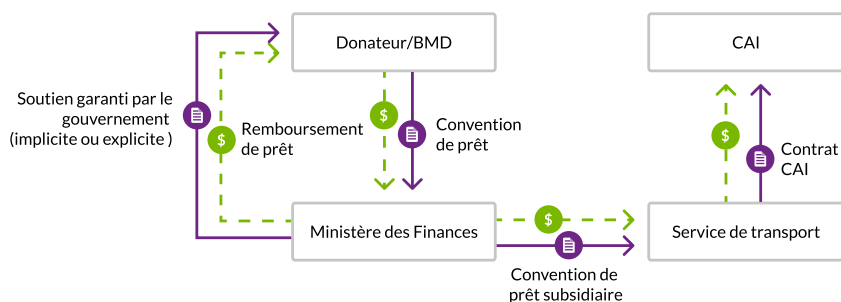 Donateur/BMD
CAI
Soutien garanti par le
gouvernement
(implicite ou explicite )
$
Remboursement
de prêt
$
Convention
de prêt
$
Contrat
CAI
Ministère des Finances
$
Service de transport
Convention de
prêt subsidiaire